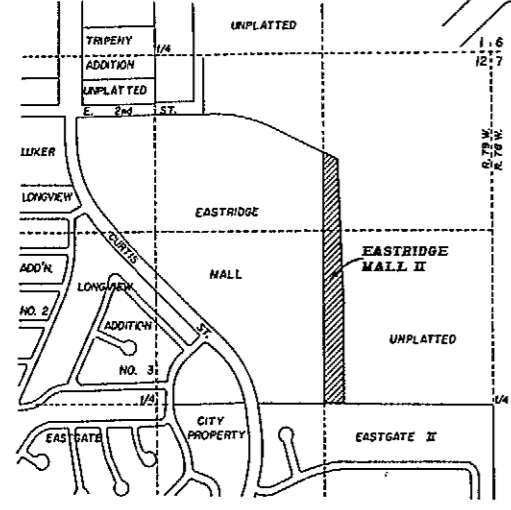 UNPLATTED
TRIPENY
ADDITION
UNPLATTED
1/4
1 6
12 7
E. 2nd ST.
R. 79 W.
R. 78 W.
LUKER
LONGVIEW
EASTRIDGE
MALL
CURTIS ST.
EASTRIDGE
MALL II
ADD'N.
NO. 2
LONGVIEW
ADDITION
NO. 3
UNPLATTED
1/4
1/4
EASTGATE
CITY
PROPERTY
EASTGATE II